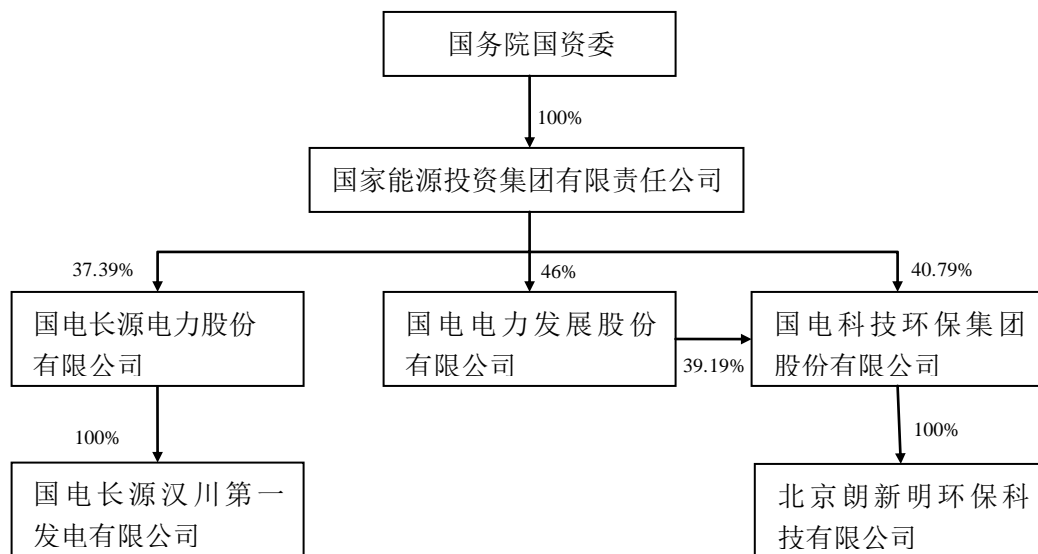 国务院国资委
100%
国家能源投资集团有限责任公司
37.39%
46%
40.79%
国电长源电力股份
有限公司
国电电力发展股份
有限公司
39.19%
国电科技环保集团
股份有限公司
100%
100%
国电长源汉川第一
发电有限公司
北京朗新明环保科
技有限公司